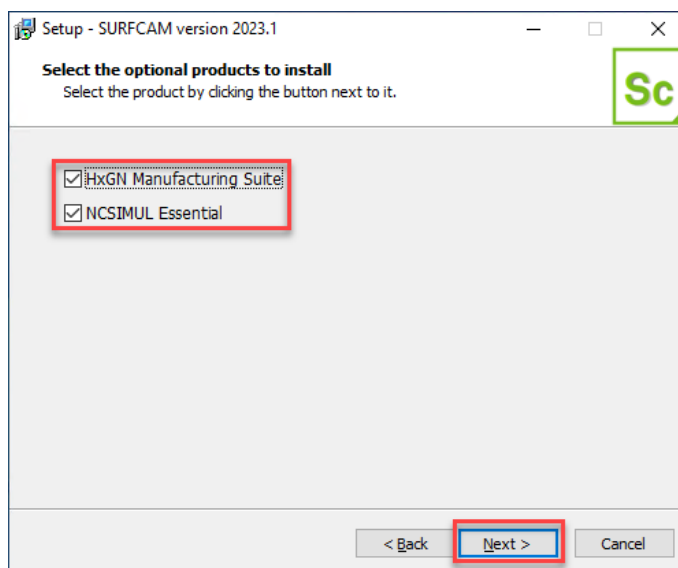 Setup - SURFCAM version 2023.1
Select the optional products to install
Select the product by clicking the button next to it.
Sc
HxGN Manufacturing Suite
NCSIMUL Essential
< Back
Next >
Cancel